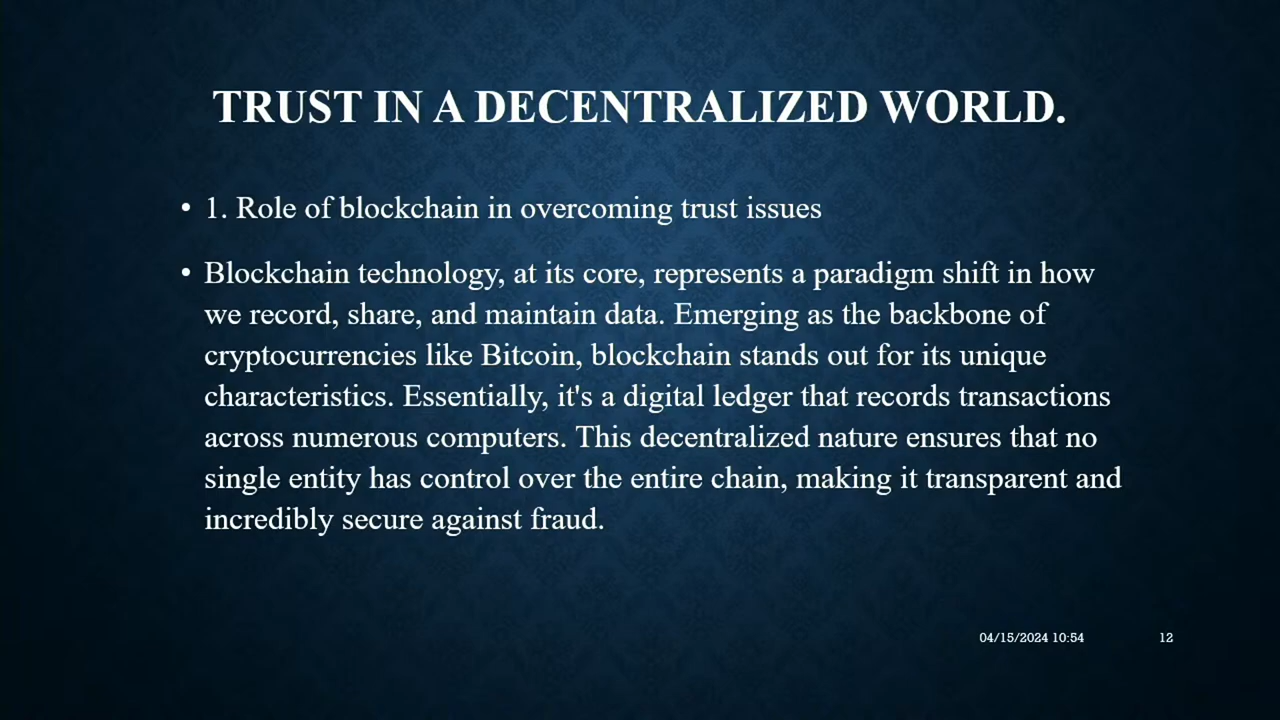 TRUST IN A DECENTRALIZED WORLD.
• 1. Role of blockchain in overcoming trust issues
• Blockchain technology, at its core, represents a paradigm shift in how
we record, share, and maintain data. Emerging as the backbone of
cryptocurrencies like Bitcoin, blockchain stands out for its unique
characteristics. Essentially, it's a digital ledger that records transactions
across numerous computers. This decentralized nature ensures that no
single entity has control over the entire chain, making it transparent and
incredibly secure against fraud.
04/15/2024 10:54 12